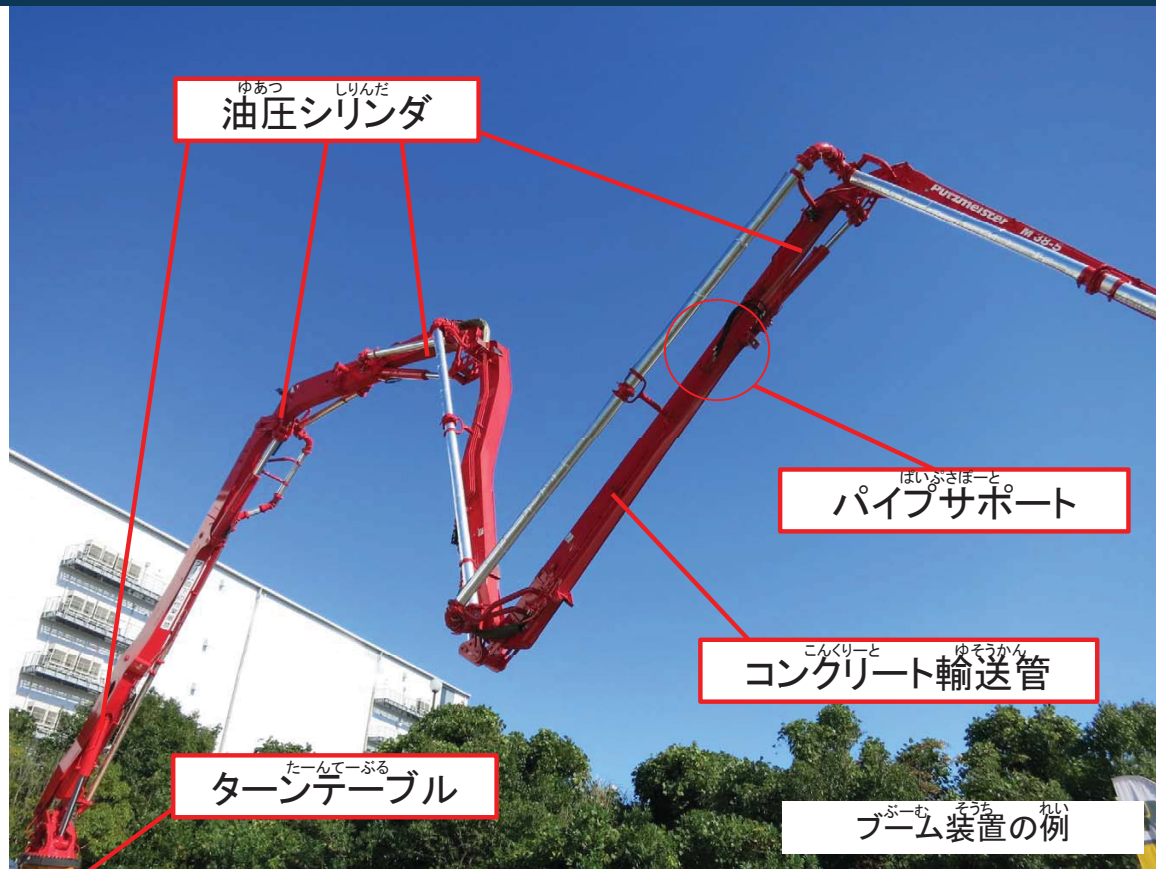 ゆあつ しりんだ
油圧シリンダ
Putzmeister M 38-5
ぱいぷさぽーと
パイプサポート
こんくりーと ゆそうかん
コンクリート輸送管
たーんてーぶる
ターンテーブル
ぶーむ そうち れい
ブーム装置の例